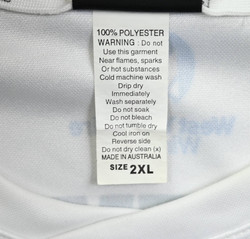 100% POLYESTER
WARNING : Do not
Use this garment
Near flames, sparks
Or hot substances
Cold machine wash
Drip dry
Immediately
Wash separately
Do not soak
Do not bleach
Do not tumble dry
Cool iron on
Reverse side
Do not dry clean (x)
MADE IN AUSTRALIA
SIZE 2XL